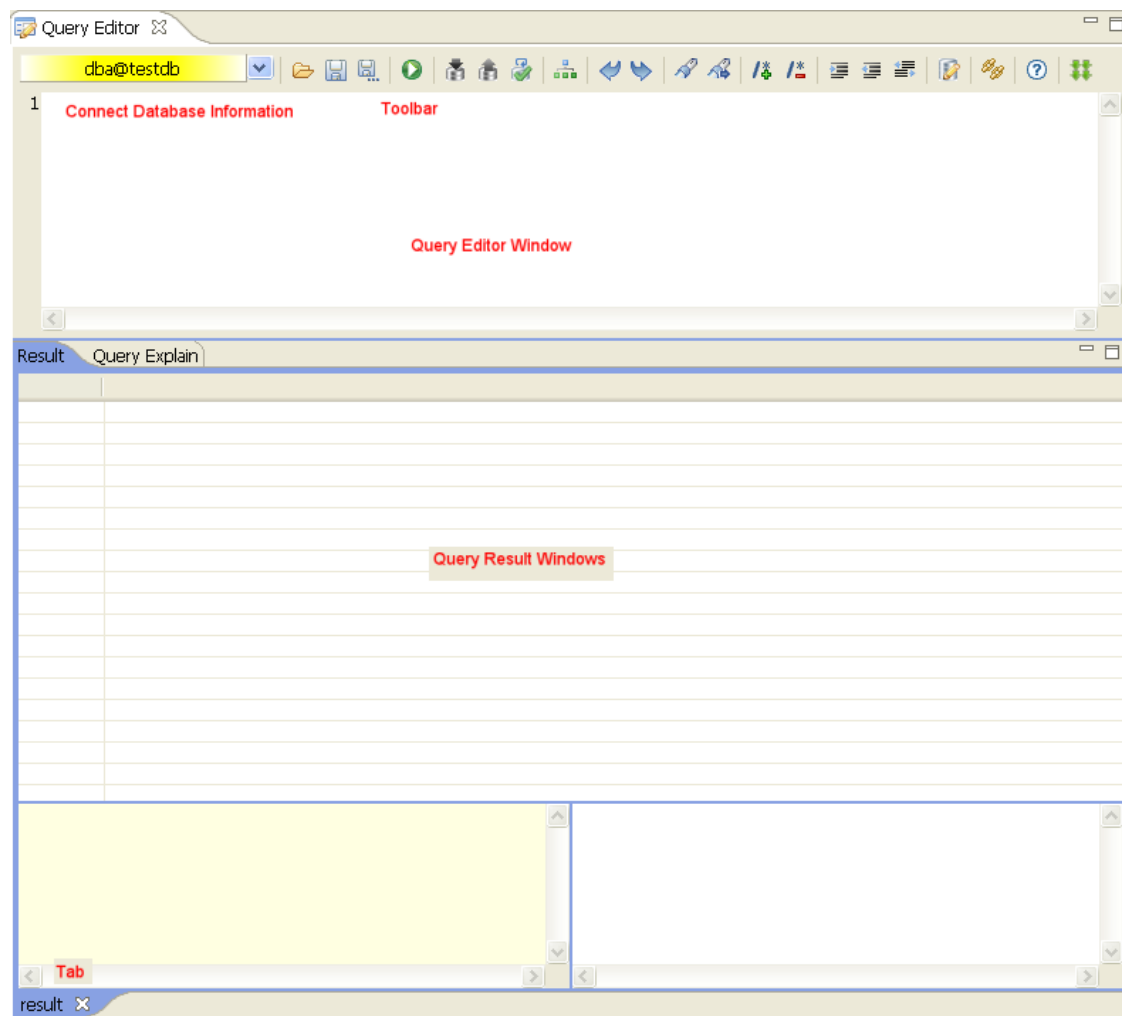 Query Editor
dba@testdb
1
Connect Database Information
Toolbar
Query Editor Window
Result
Query Explain
Query Result Windows
Tab
result